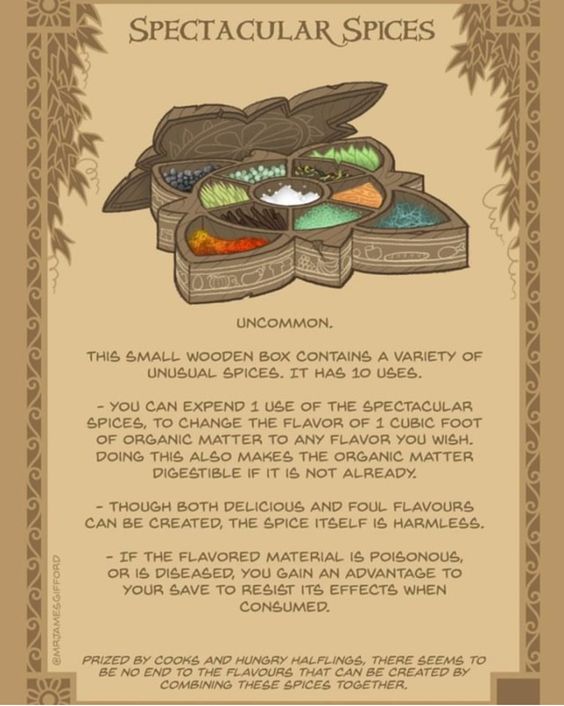 SPECTACULAR SPICES
UNCOMMON.
THIS SMALL WOODEN BOX CONTAINS A VARIETY OF
UNUSUAL SPICES. IT HAS 10 USES.
- YOU CAN EXPEND 1 USE OF THE SPECTACULAR
SPICES, TO CHANGE THE FLAVOR OF 1 CUBIC FOOT
OF ORGANIC MATTER TO ANY FLAVOR YOU WISH.
DOING THIS ALSO MAKES THE ORGANIC MATTER
DIGESTIBLE IF IT IS NOT ALREADY.
- THOUGH BOTH DELICIOUS AND FOUL FLAVOURS
CAN BE CREATED, THE SPICE ITSELF IS HARMLESS.
- IF THE FLAVORED MATERIAL IS POISONOUS,
OR IS DISEASED, YOU GAIN AN ADVANTAGE TO
YOUR SAVE TO RESIST ITS EFFECTS WHEN
CONSUMED.
@MRJAMESGIFFORD
PRIZED BY COOKS AND HUNGRY HALFLINGS, THERE SEEMS TO
BE NO END TO THE FLAVOURS THAT CAN BE CREATED BY
COMBINING THESE SPICES TOGETHER.